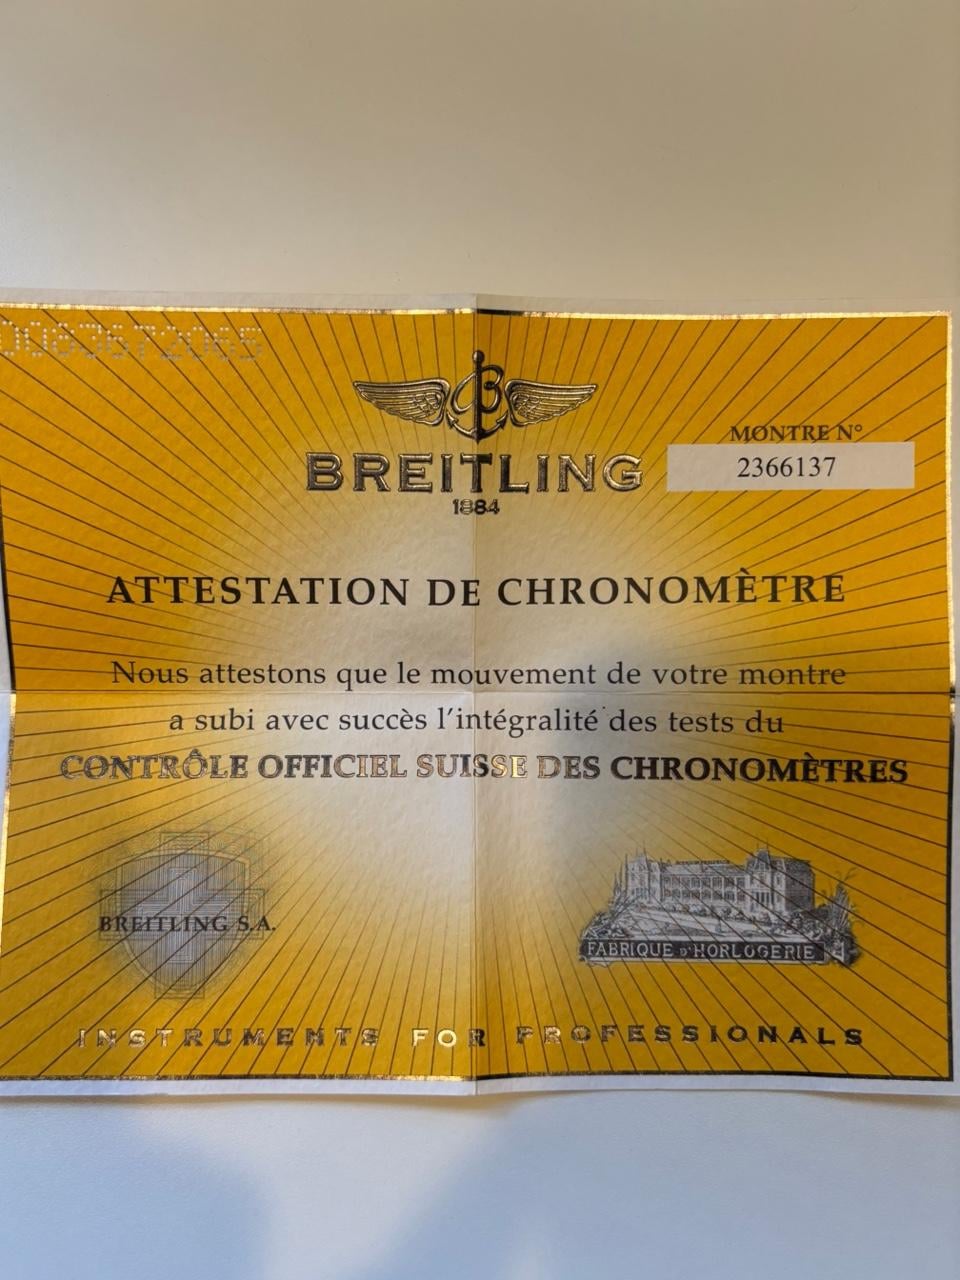 MONTRE N°
BREITLING
2366137
1884
ATTESTATION DE CHRONOMÈTRE
Nous attestons que le mouvement de votre montre
a subi avec succès l'intégralité des tests du
CONTRÔLE OFFICIEL SUISSE DES CHRONOMÈTRES
BREITLING S.A.
FABRIQUE D'HORLOGERIE
INSTRUMENTS FOR PROFESSIONALS